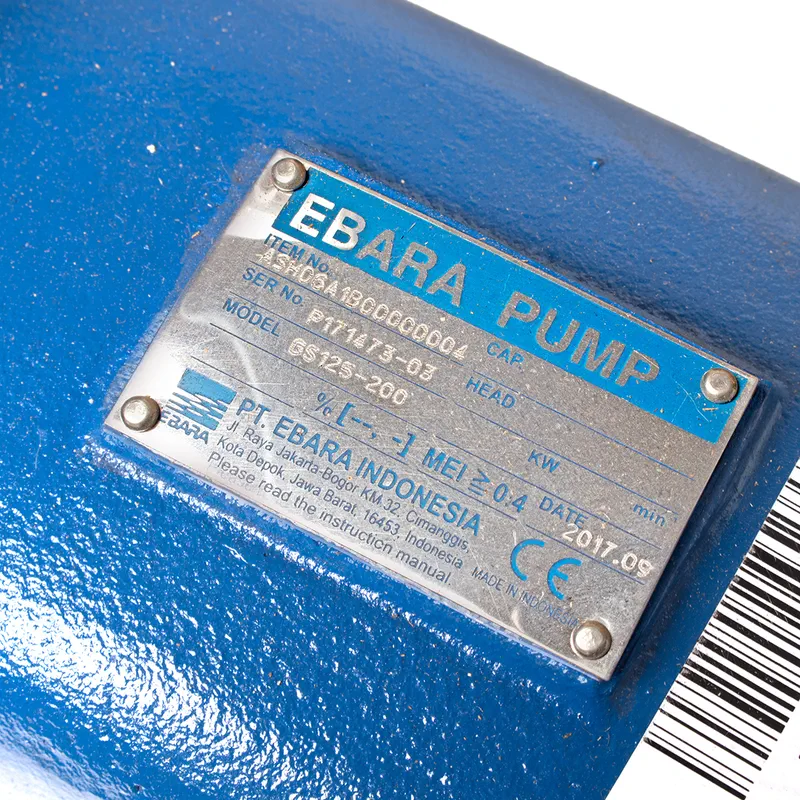 EBARA PUMP
ITEM No. ASHD5A1B00000004 CAP.
SER No. P171473-03 HEAD KW
MODEL GS125-200 min
% [--, -] MEI ≧ 0.4 DATE 2017.09
EBARA
PT. EBARA INDONESIA
Jl. Raya Jakarta-Bogor KM.32, Cimanggis,
Kota Depok, Jawa Barat, 16453, Indonesia
Please read the instruction manual.
CE
MADE IN INDONESIA